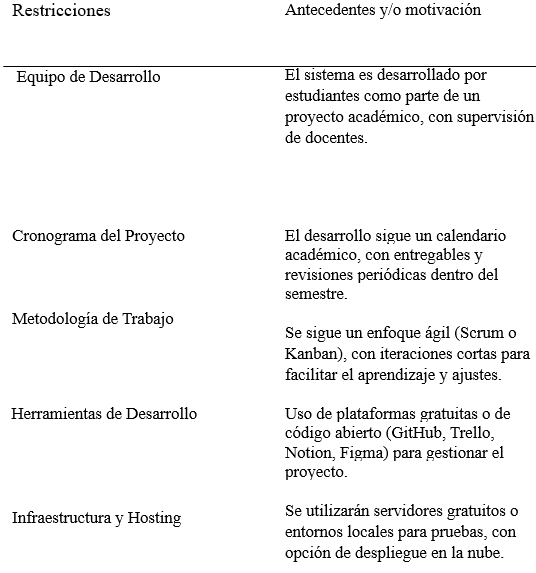 Restricciones
Antecedentes y/o motivación
Equipo de Desarrollo
El sistema es desarrollado por
estudiantes como parte de un
proyecto académico, con supervisión
de docentes.
Cronograma del Proyecto
El desarrollo sigue un calendario
académico, con entregables y
revisiones periódicas dentro del
semestre.
Metodología de Trabajo
Se sigue un enfoque ágil (Scrum o
Kanban), con iteraciones cortas para
facilitar el aprendizaje y ajustes.
Herramientas de Desarrollo
Uso de plataformas gratuitas o de
código abierto (GitHub, Trello,
Notion, Figma) para gestionar el
proyecto.
Infraestructura y Hosting
Se utilizarán servidores gratuitos o
entornos locales para pruebas, con
opción de despliegue en la nube.